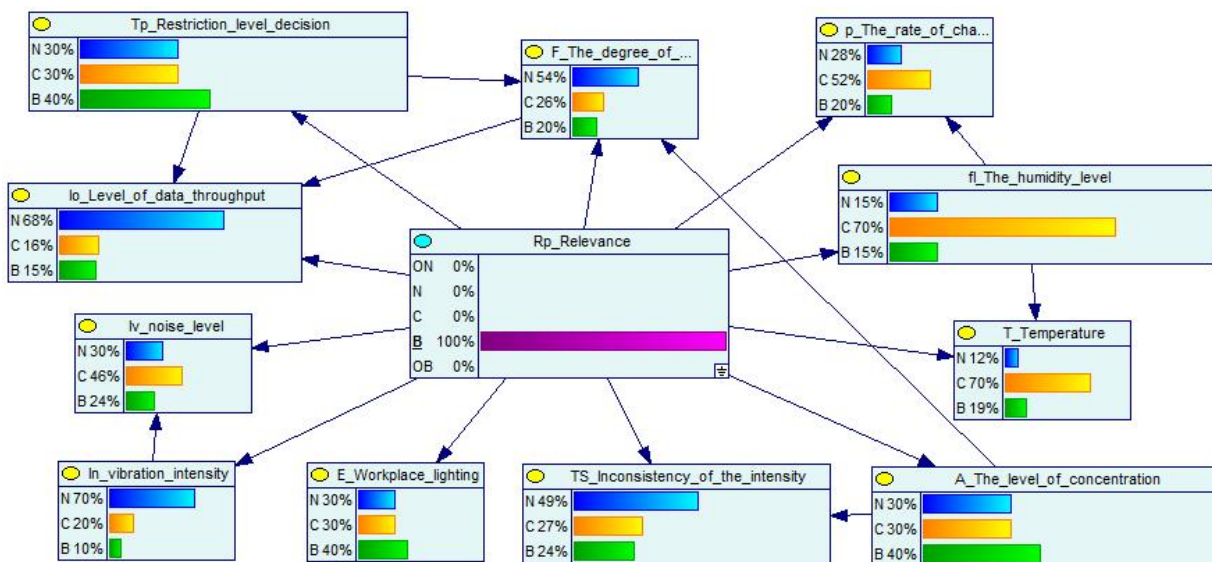 Tp_Restriction_level_decision
N 30%
C 30%
B 40%
F_The_degree_of_...
N 54%
C 26%
B 20%
p_The_rate_of_cha...
N 28%
C 52%
B 20%
Io_Level_of_data_throughput
N 68%
C 16%
B 15%
Rp_Relevance
ON 0%
N 0%
C 0%
B 100%
OB 0%
fl_The_humidity_level
N 15%
C 70%
B 15%
Iv_noise_level
N 30%
C 46%
B 24%
T_Temperature
N 12%
C 70%
B 19%
In_vibration_intensity
N 70%
C 20%
B 10%
E_Workplace_lighting
N 30%
C 30%
B 40%
TS_Inconsistency_of_the_intensity
N 49%
C 27%
B 24%
A_The_level_of_concentration
N 30%
C 30%
B 40%